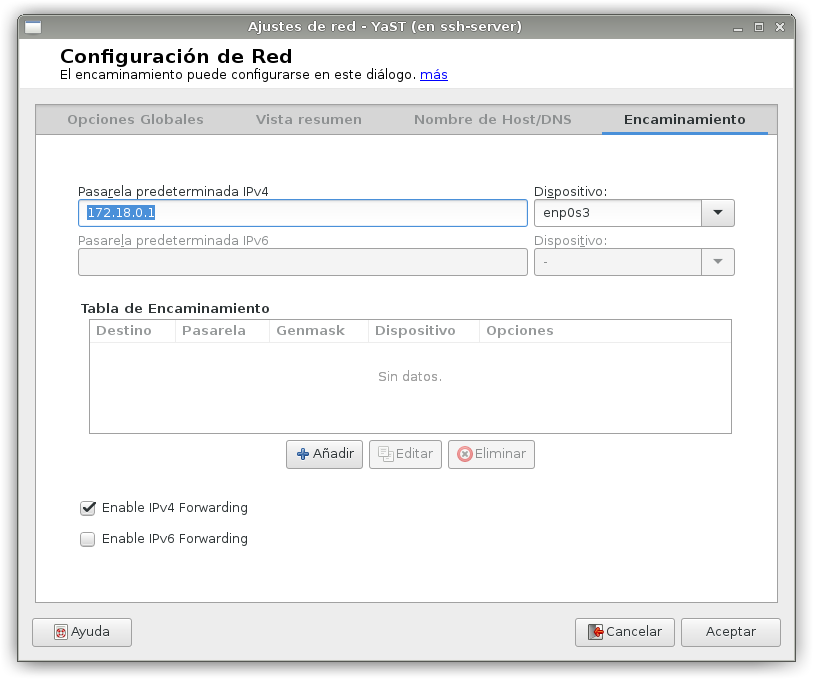 Ajustes de red - YaST (en ssh-server)
Configuración de Red
El encaminamiento puede configurarse en este diálogo. más
Opciones Globales Vista resumen Nombre de Host/DNS Encaminamiento
Pasarela predeterminada IPv4 Dispositivo:
172.18.0.1 enp0s3
Pasarela predeterminada IPv6 Dispositivo:
-
Tabla de Encaminamiento
Destino Pasarela Genmask Dispositivo Opciones
Sin datos.
Añadir Editar Eliminar
Enable IPv4 Forwarding
Enable IPv6 Forwarding
Ayuda Cancelar Aceptar